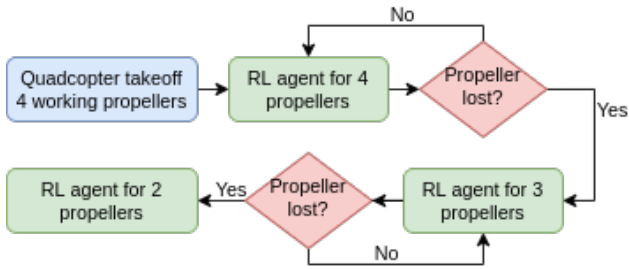 No
Quadcopter takeoff
4 working propellers
RL agent for 4
propellers
Propeller
lost?
Yes
RL agent for 3
propellers
No
Propeller
lost?
Yes
RL agent for 2
propellers